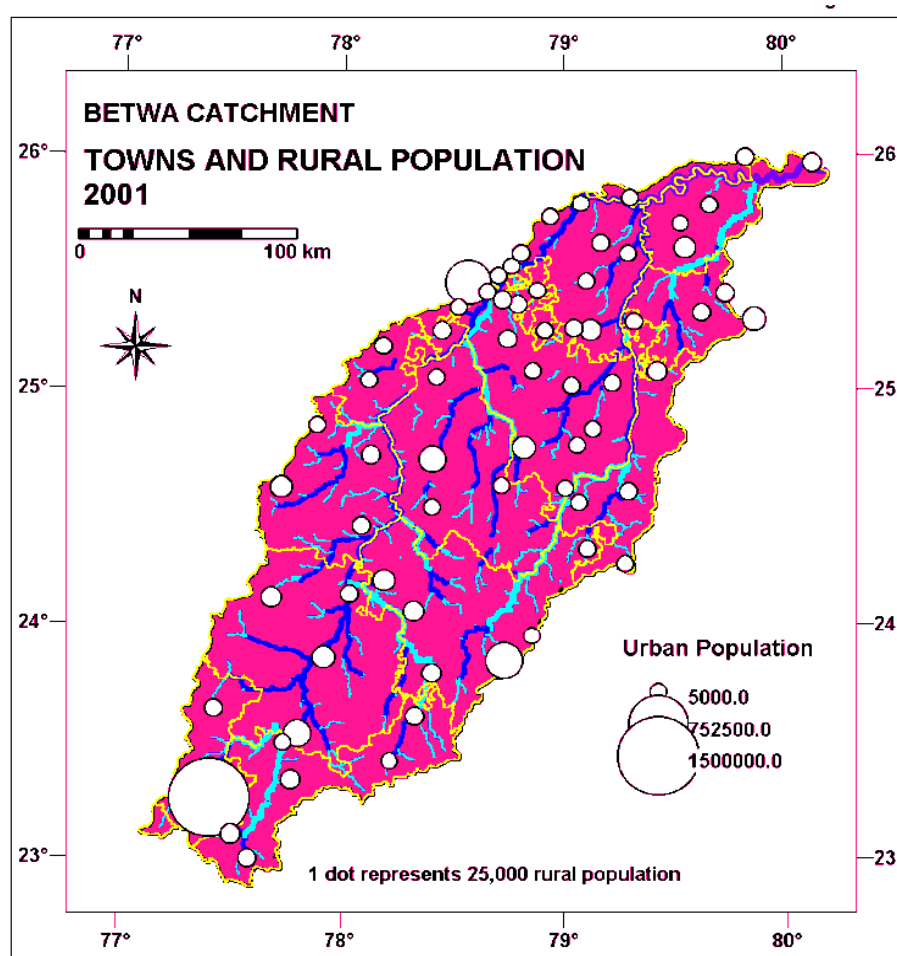 77° 78° 79° 80°
BETWA CATCHMENT
TOWNS AND RURAL POPULATION
2001
0 100 km
N
26° 26
25° 25
24° 24
23° 23
Urban Population
5000.0
752500.0
1500000.0
1 dot represents 25,000 rural population
77° 78° 79° 80°